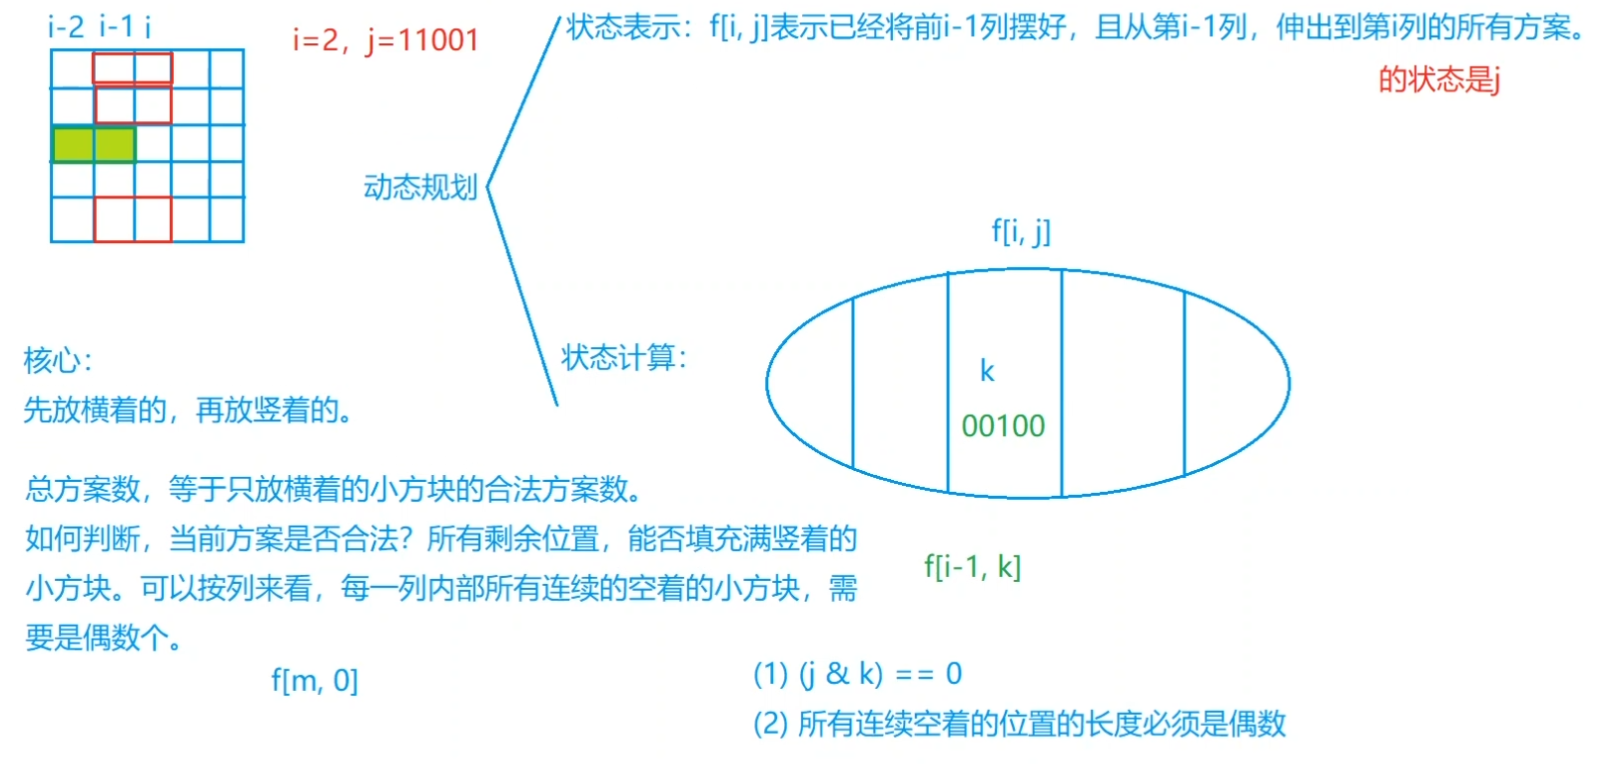 i-2 i-1 i
i=2，j=11001
状态表示：f[i, j]表示已经将前i-1列摆好，且从第i-1列，伸出到第i列的所有方案。
的状态是j
动态规划
f[i, j]
状态计算：
k
00100
核心：
先放横着的，再放竖着的。
总方案数，等于只放横着的小方块的合法方案数。
如何判断，当前方案是否合法？所有剩余位置，能否填充满竖着的
小方块。可以按列来看，每一列内部所有连续的空着的小方块，需
要是偶数个。
f[i-1, k]
f[m, 0]
(1) (j & k) == 0
(2) 所有连续空着的位置的长度必须是偶数